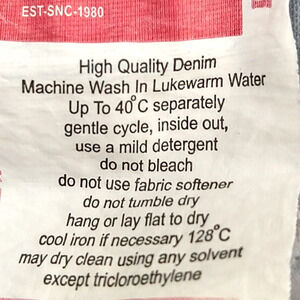 EST-SNC-1980
High Quality Denim
Machine Wash In Lukewarm Water
Up To 40°C separately
gentle cycle, inside out,
use a mild detergent
do not bleach
do not use fabric softener
do not tumble dry
hang or lay flat to dry
cool iron if necessary 128°C
may dry clean using any solvent
except tricloroethylene